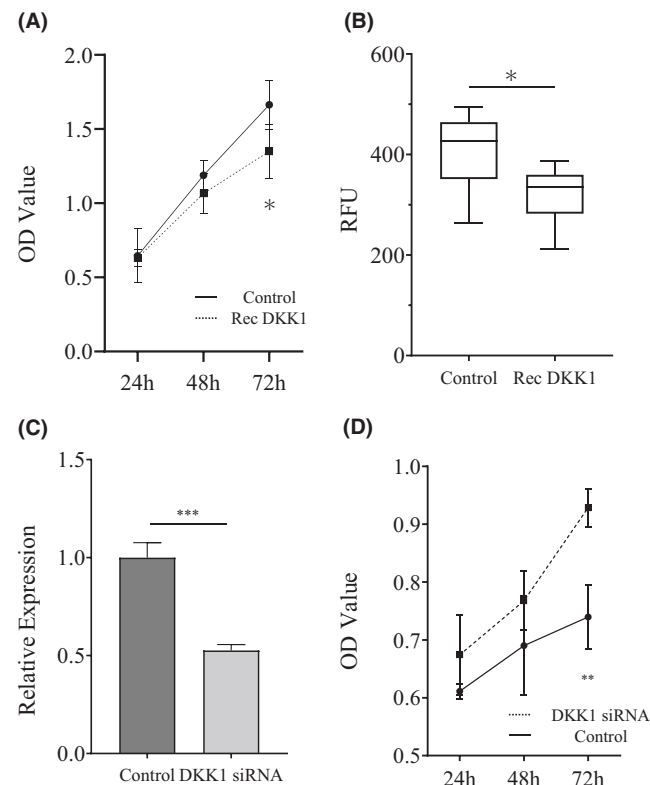 (A)
2.0
1.5
1.0
0.5
0.0
OD Value
*
Control
Rec DKK1
24h 48h 72h
(B)
600
400
200
0
RFU
*
Control Rec DKK1
(C)
1.5
1.0
0.5
0.0
Relative Expression
***
Control DKK1 siRNA
(D)
1.0
0.9
0.8
0.7
0.6
0.5
OD Value
**
DKK1 siRNA
Control
24h 48h 72h